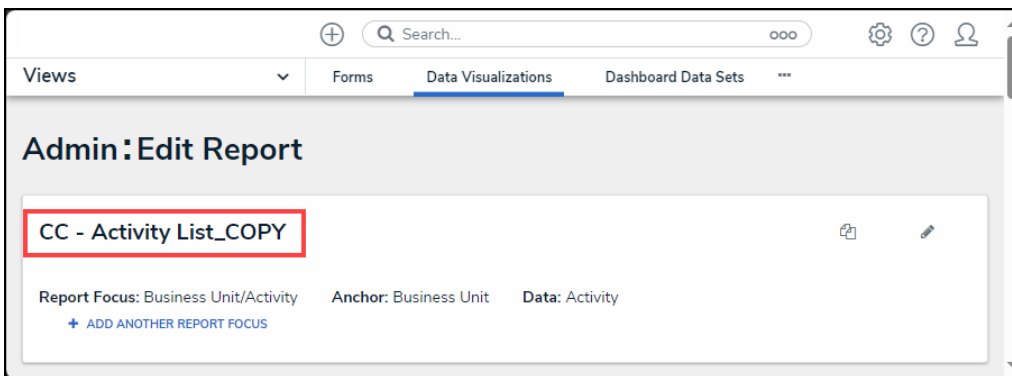 Search...
Views Forms Data Visualizations Dashboard Data Sets
Admin:Edit Report
CC - Activity List_COPY
Report Focus: Business Unit/Activity Anchor: Business Unit Data: Activity
+ ADD ANOTHER REPORT FOCUS